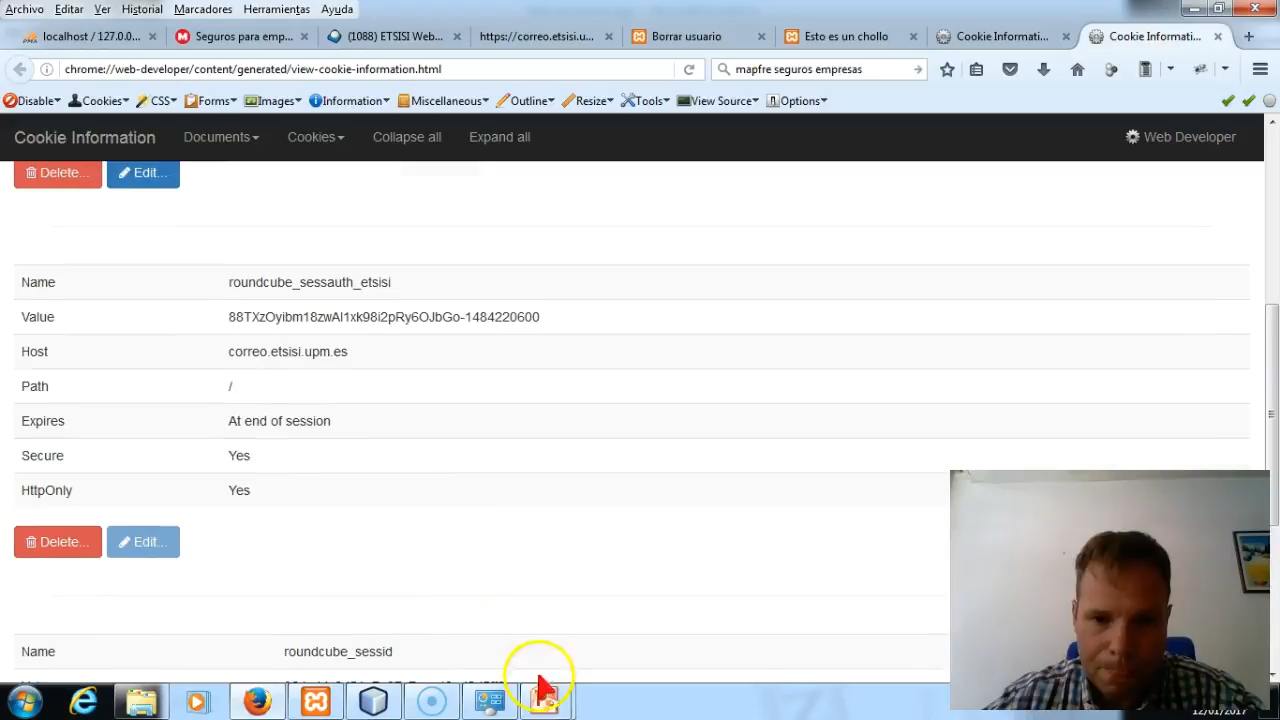 Archivo Editar Ver Historial Marcadores Herramientas Ayuda
localhost / 127.0.0... Seguros para emp... (1088) ETSISI Web... https://correo.etsisi.u... Borrar usuario Esto es un chollo Cookie Informati... Cookie Informati...
chrome://web-developer/content/generated/view-cookie-information.html mapfre seguros empresas
Disable Cookies CSS Forms Images Information Miscellaneous Outline Resize Tools View Source Options
Cookie Information Documents Cookies Collapse all Expand all Web Developer
Delete... Edit...
Name roundcube_sessauth_etsisi
Value 88TXzOyibm18zwAl1xk98i2pRy6OJbGo-1484220600
Host correo.etsisi.upm.es
Path /
Expires At end of session
Secure Yes
HttpOnly Yes
Delete... Edit...
Name roundcube_sessid
12/01/2017